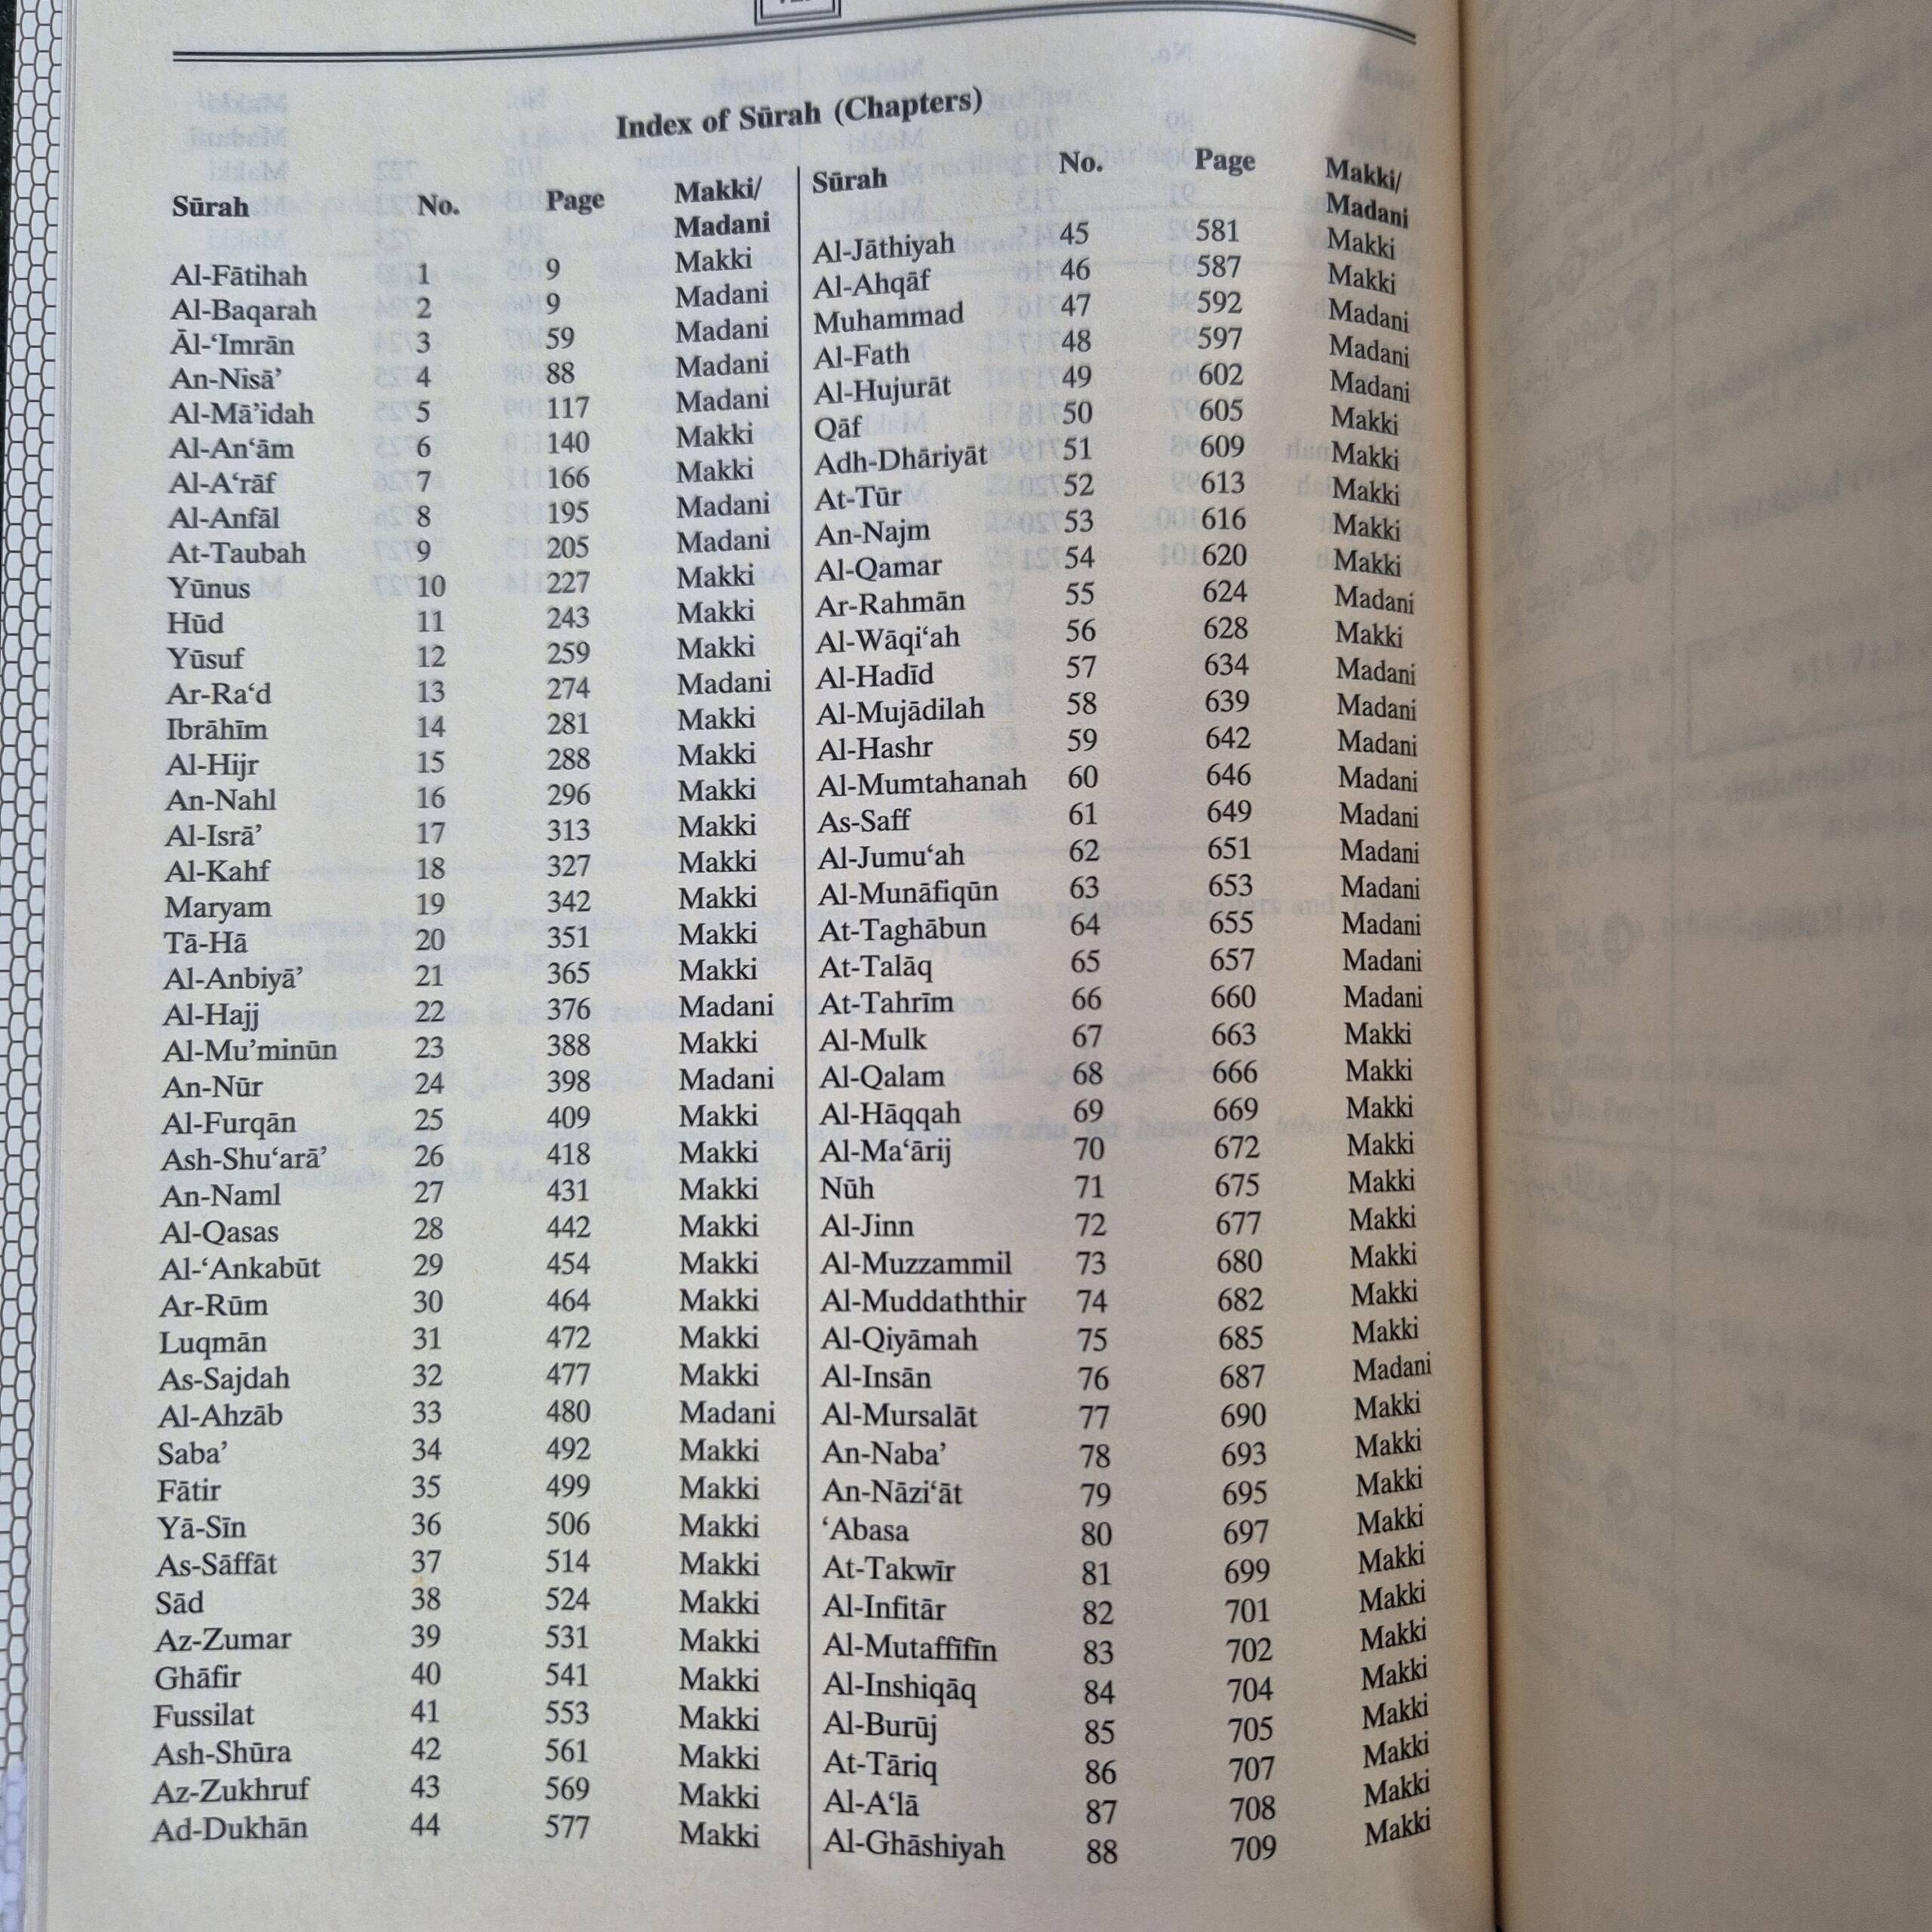 Index of Sūrah (Chapters)
Sūrah No. Page Makki/
Madani
Al-Fātihah 1 9 Makki
Al-Baqarah 2 9 Madani
Āl-‘Imrān 3 59 Madani
An-Nisā’ 4 88 Madani
Al-Mā’idah 5 117 Madani
Al-An‘ām 6 140 Makki
Al-A‘rāf 7 166 Makki
Al-Anfāl 8 195 Madani
At-Taubah 9 205 Madani
Yūnus 10 227 Makki
Hūd 11 243 Makki
Yūsuf 12 259 Makki
Ar-Ra‘d 13 274 Madani
Ibrāhīm 14 281 Makki
Al-Hijr 15 288 Makki
An-Nahl 16 296 Makki
Al-Isrā’ 17 313 Makki
Al-Kahf 18 327 Makki
Maryam 19 342 Makki
Tā-Hā 20 351 Makki
Al-Anbiyā’ 21 365 Makki
Al-Hajj 22 376 Madani
Al-Mu’minūn 23 388 Makki
An-Nūr 24 398 Madani
Al-Furqān 25 409 Makki
Ash-Shu‘arā’ 26 418 Makki
An-Naml 27 431 Makki
Al-Qasas 28 442 Makki
Al-‘Ankabūt 29 454 Makki
Ar-Rūm 30 464 Makki
Luqmān 31 472 Makki
As-Sajdah 32 477 Makki
Al-Ahzāb 33 480 Madani
Saba’ 34 492 Makki
Fātir 35 499 Makki
Yā-Sīn 36 506 Makki
As-Sāffāt 37 514 Makki
Sād 38 524 Makki
Az-Zumar 39 531 Makki
Ghāfir 40 541 Makki
Fussilat 41 553 Makki
Ash-Shūra 42 561 Makki
Az-Zukhruf 43 569 Makki
Ad-Dukhān 44 577 Makki
Sūrah No. Page Makki/
Madani
Al-Jāthiyah 45 581 Makki
Al-Ahqāf 46 587 Makki
Muhammad 47 592 Madani
Al-Fath 48 597 Madani
Al-Hujurāt 49 602 Madani
Qāf 50 605 Makki
Adh-Dhāriyāt 51 609 Makki
At-Tūr 52 613 Makki
An-Najm 53 616 Makki
Al-Qamar 54 620 Makki
Ar-Rahmān 55 624 Madani
Al-Wāqi‘ah 56 628 Makki
Al-Hadīd 57 634 Madani
Al-Mujādilah 58 639 Madani
Al-Hashr 59 642 Madani
Al-Mumtahanah 60 646 Madani
As-Saff 61 649 Madani
Al-Jumu‘ah 62 651 Madani
Al-Munāfiqūn 63 653 Madani
At-Taghābun 64 655 Madani
At-Talāq 65 657 Madani
At-Tahrīm 66 660 Madani
Al-Mulk 67 663 Makki
Al-Qalam 68 666 Makki
Al-Hāqqah 69 669 Makki
Al-Ma‘ārij 70 672 Makki
Nūh 71 675 Makki
Al-Jinn 72 677 Makki
Al-Muzzammil 73 680 Makki
Al-Muddaththir 74 682 Makki
Al-Qiyāmah 75 685 Makki
Al-Insān 76 687 Madani
Al-Mursalāt 77 690 Makki
An-Naba’ 78 693 Makki
An-Nāzi‘āt 79 695 Makki
‘Abasa 80 697 Makki
At-Takwīr 81 699 Makki
Al-Infitār 82 701 Makki
Al-Mutaffīfīn 83 702 Makki
Al-Inshiqāq 84 704 Makki
Al-Burūj 85 705 Makki
At-Tāriq 86 707 Makki
Al-A‘lā 87 708 Makki
Al-Ghāshiyah 88 709 Makki